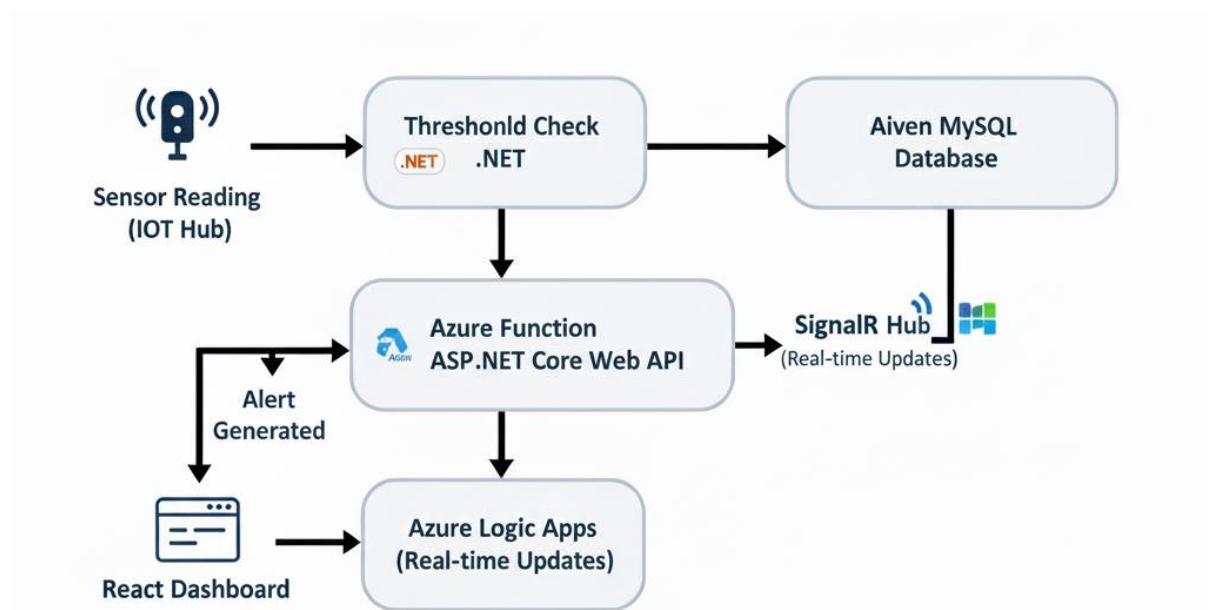 Threshonld Check
.NET
.NET
Aiven MySQL
Database
Sensor Reading
(IOT Hub)
Azure Function
ASP.NET Core Web API
SignalR Hub
(Real-time Updates)
Alert
Generated
Azure Logic Apps
(Real-time Updates)
React Dashboard